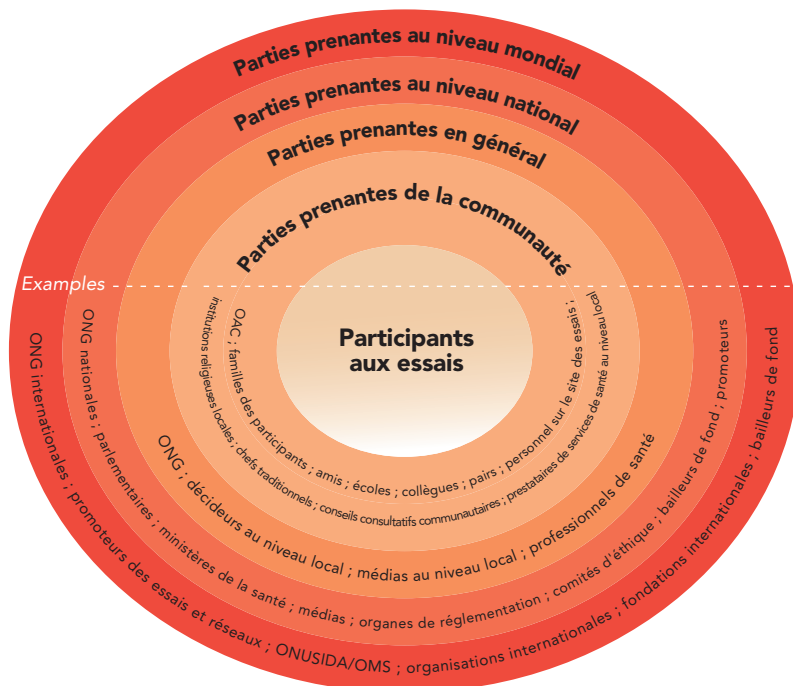 Parties prenantes au niveau mondial
Parties prenantes au niveau national
Parties prenantes en général
Parties prenantes de la communauté
Examples
Participants
aux essais
OAC ; familles des participants ; amis ; écoles ; collègues ; pairs ; personnel sur le site des essais ;
institutions religieuses locales ; chefs traditionnels ; conseils consultatifs communautaires ; prestataires de services de santé au niveau local
ONG ; décideurs au niveau local ; médias au niveau local ; professionnels de santé
ONG nationales ; parlementaires ; ministères de la santé ; médias ; organes de réglementation ; comités d'éthique ; bailleurs de fond ; promoteurs
ONG internationales ; promoteurs des essais et réseaux ; ONUSIDA/OMS ; organisations internationales ; fondations internationales ; bailleurs de fond